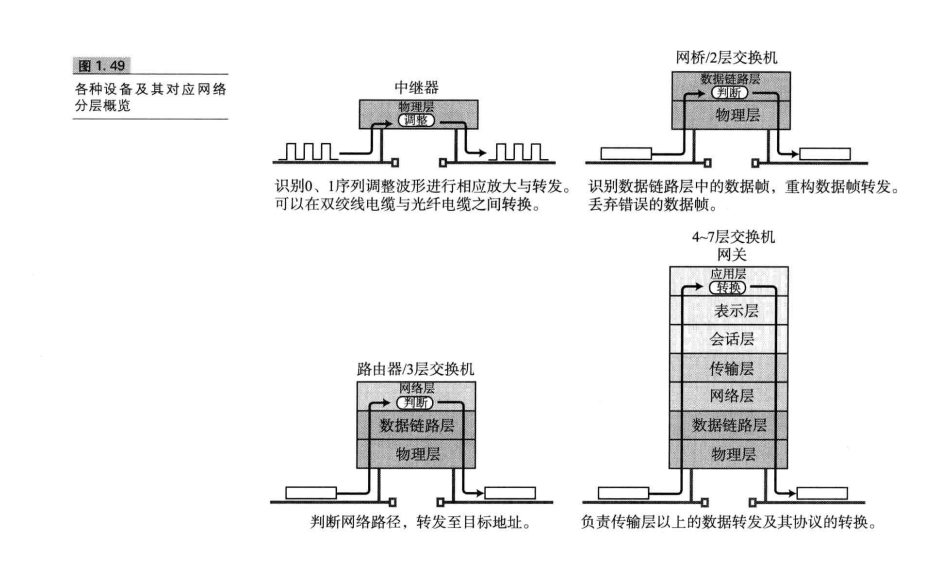 图 1. 49
各种设备及其对应网络
分层概览
中继器
物理层
调整
识别0、1序列调整波形进行相应放大与转发。
可以在双绞线电缆与光纤电缆之间转换。
网桥/2层交换机
数据链路层
判断
物理层
识别数据链路层中的数据帧，重构数据帧转发。
丢弃错误的数据帧。
路由器/3层交换机
网络层
判断
数据链路层
物理层
判断网络路径，转发至目标地址。
4~7层交换机
网关
应用层
转换
表示层
会话层
传输层
网络层
数据链路层
物理层
负责传输层以上的数据转发及其协议的转换。